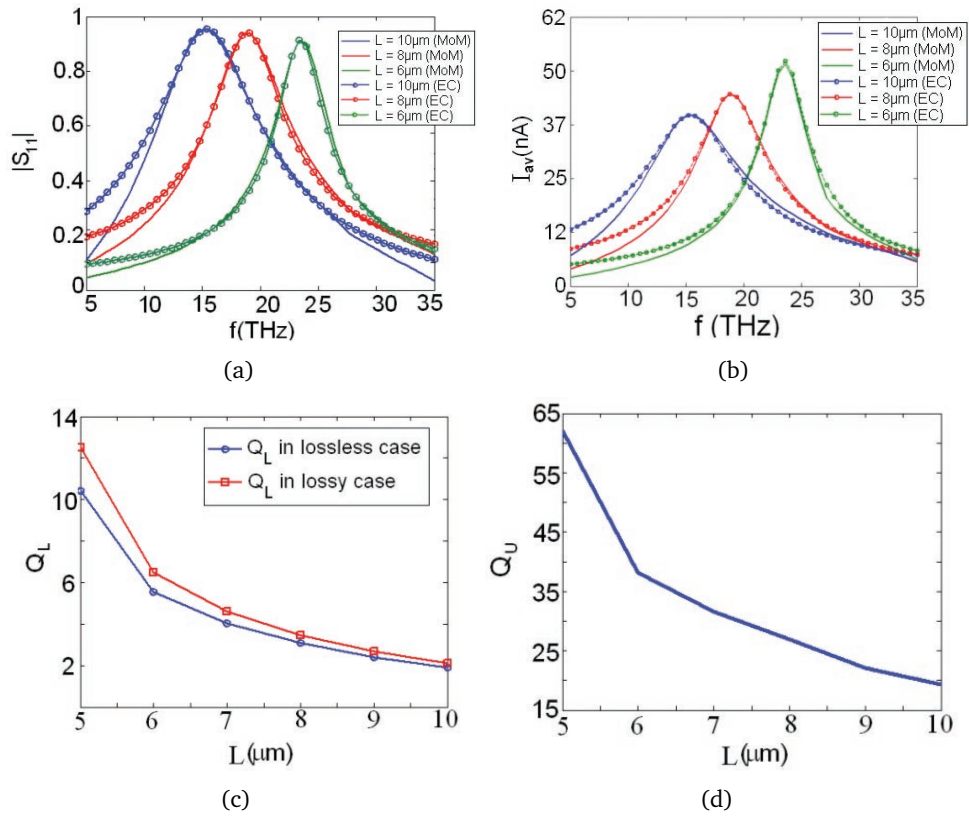 1
0.8
0.6
0.4
0.2
0
|S11|
5 10 15 20 25 30 35
f(THz)
L = 10μm (MoM)
L = 8μm (MoM)
L = 6μm (MoM)
L = 10μm (EC)
L = 8μm (EC)
L = 6μm (EC)
(a)
62
50
37
25
12
0
Iav(nA)
5 10 15 20 25 30 35
f (THz)
L = 10μm (MoM)
L = 8μm (MoM)
L = 6μm (MoM)
L = 10μm (EC)
L = 8μm (EC)
L = 6μm (EC)
(b)
14
10
6
2
QL
5 6 7 8 9 10
L(μm)
QL in lossless case
QL in lossy case
(c)
65
55
45
35
25
15
QU
5 6 7 8 9 10
L(μm)
(d)